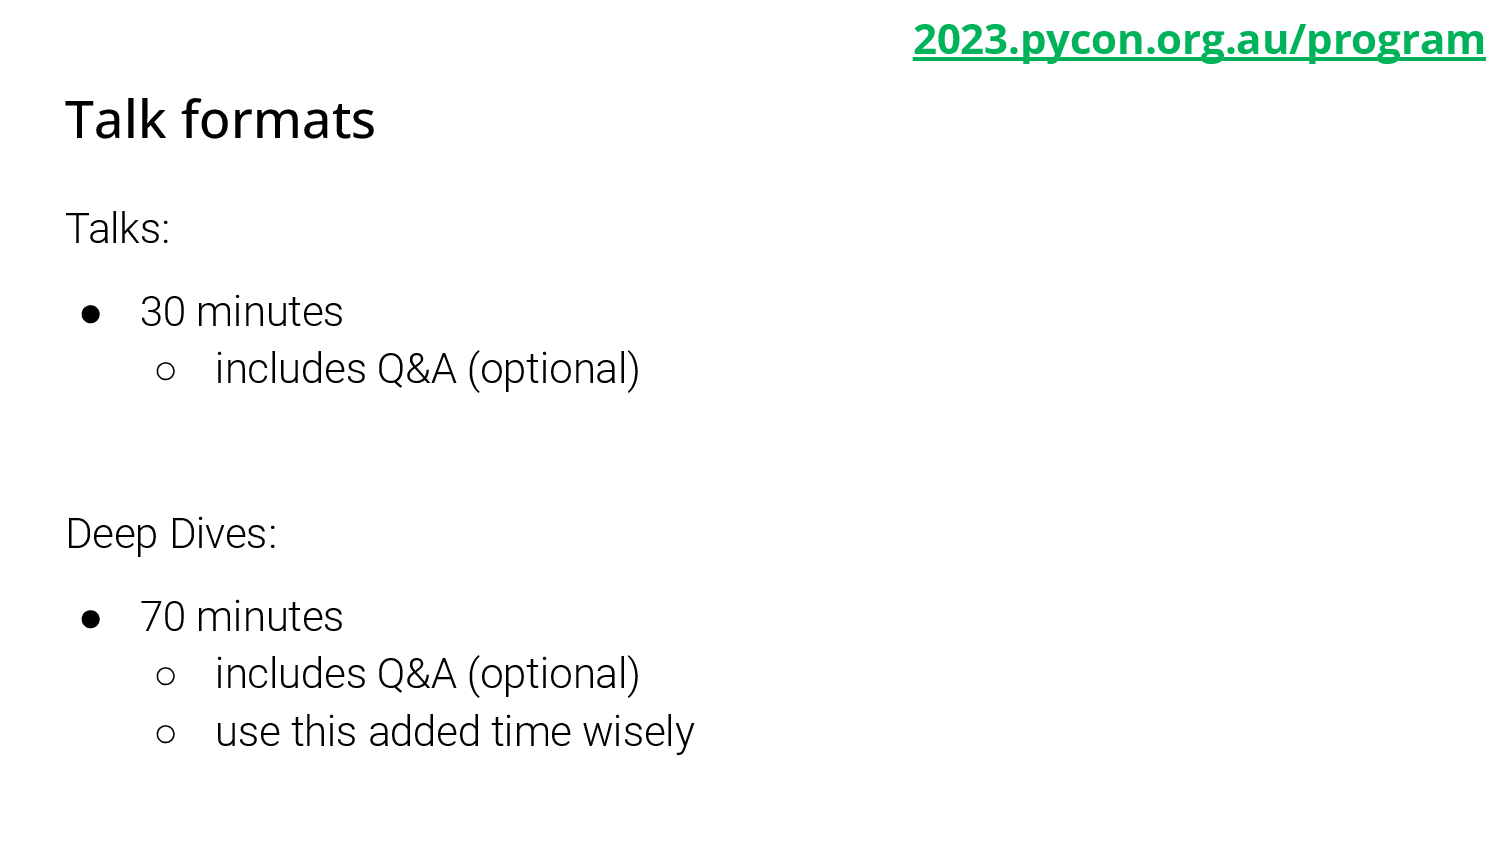 2023.pycon.org.au/program
Talk formats
Talks:
● 30 minutes
○ includes Q&A (optional)
Deep Dives:
● 70 minutes
○ includes Q&A (optional)
○ use this added time wisely